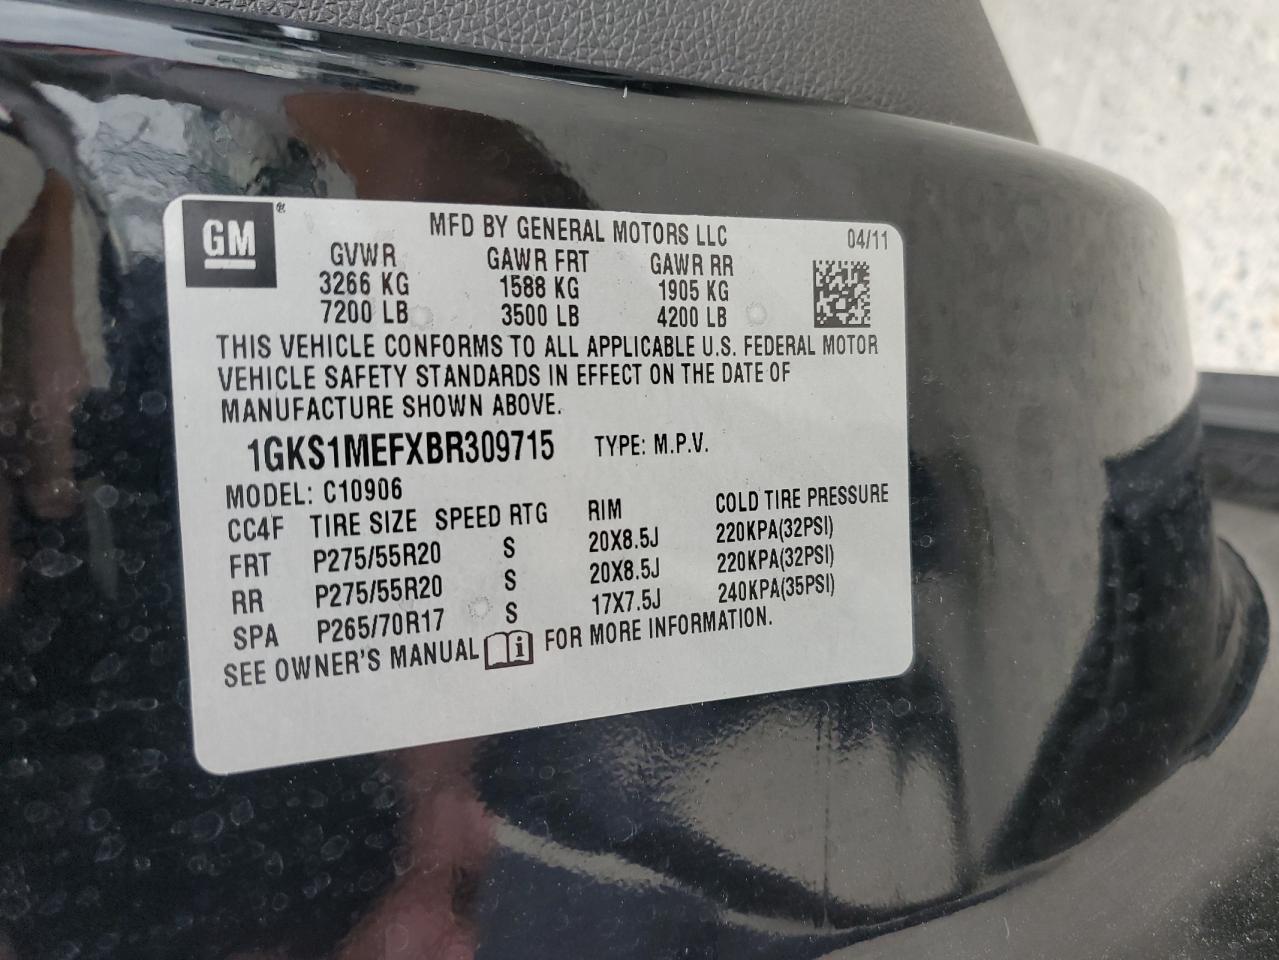 GM®
MFD BY GENERAL MOTORS LLC 04/11
GVWR GAWR FRT GAWR RR
3266 KG 1588 KG 1905 KG
7200 LB 3500 LB 4200 LB
THIS VEHICLE CONFORMS TO ALL APPLICABLE U.S. FEDERAL MOTOR
VEHICLE SAFETY STANDARDS IN EFFECT ON THE DATE OF
MANUFACTURE SHOWN ABOVE.
1GKS1MEFXBR309715 TYPE: M.P.V.
MODEL: C10906
CC4F TIRE SIZE SPEED RTG RIM COLD TIRE PRESSURE
FRT P275/55R20 S 20X8.5J 220KPA(32PSI)
RR P275/55R20 S 20X8.5J 220KPA(32PSI)
SPA P265/70R17 S 17X7.5J 240KPA(35PSI)
SEE OWNER'S MANUAL FOR MORE INFORMATION.